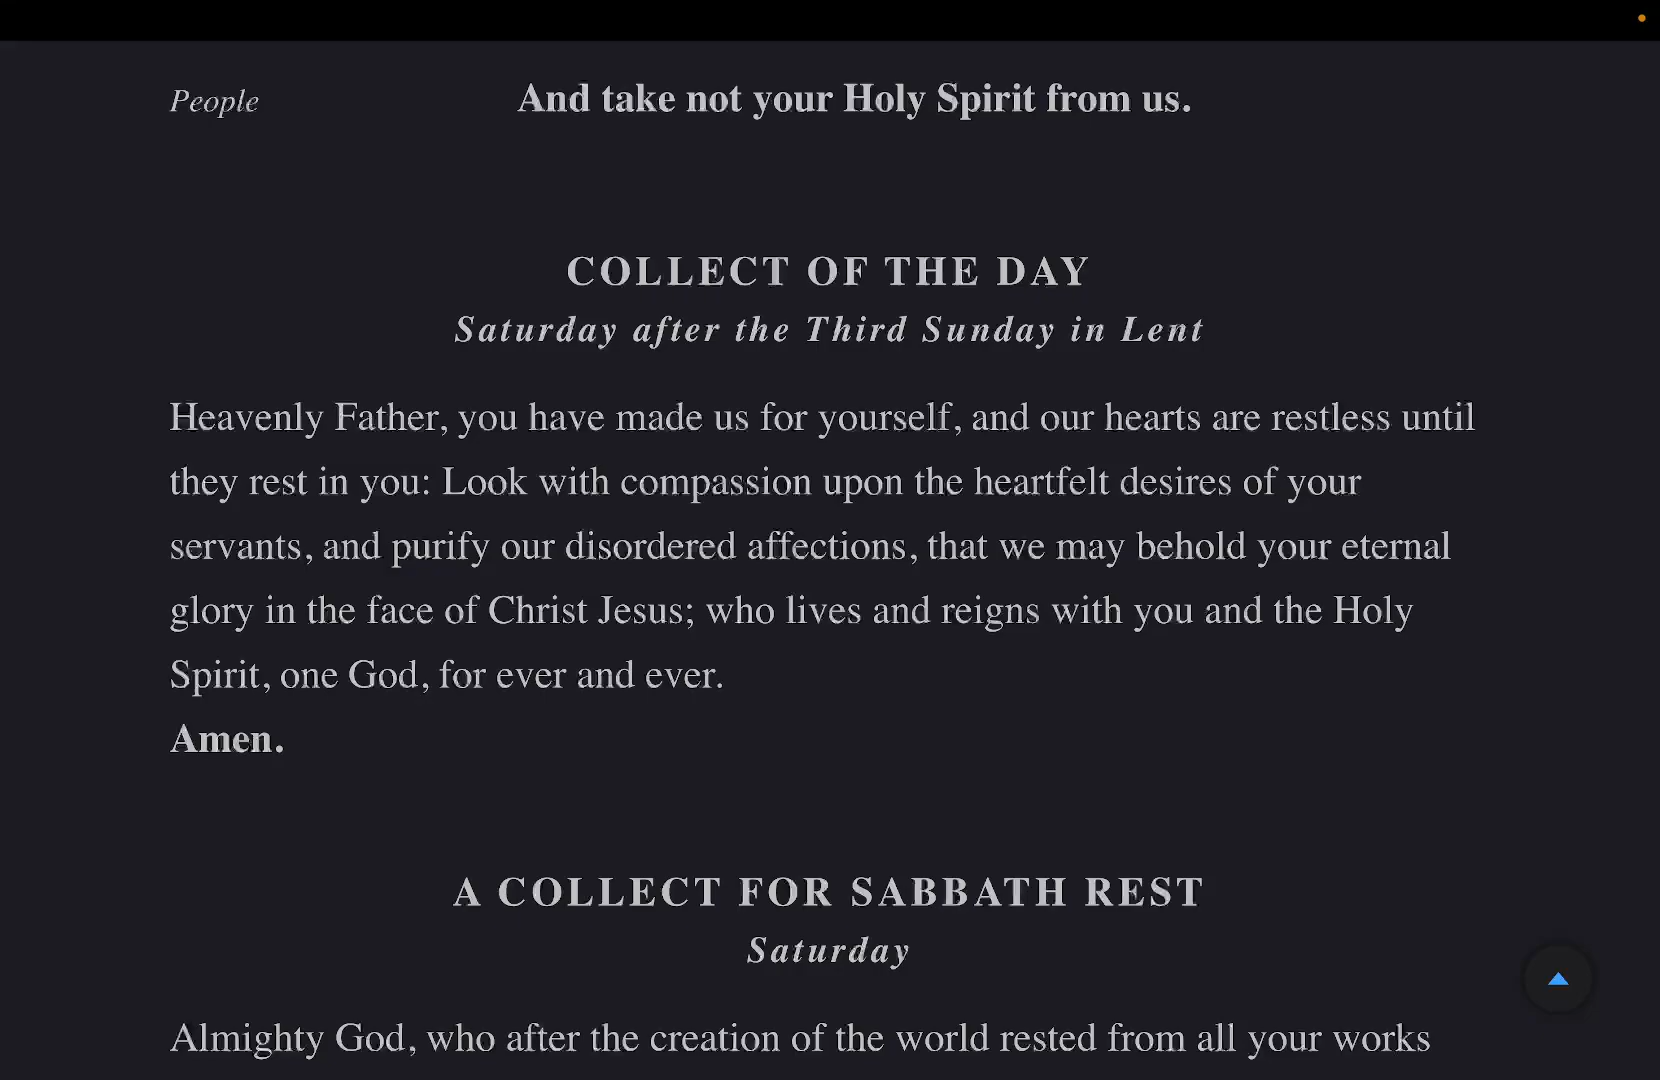 People And take not your Holy Spirit from us.
COLLECT OF THE DAY
Saturday after the Third Sunday in Lent
Heavenly Father, you have made us for yourself, and our hearts are restless until
they rest in you: Look with compassion upon the heartfelt desires of your
servants, and purify our disordered affections, that we may behold your eternal
glory in the face of Christ Jesus; who lives and reigns with you and the Holy
Spirit, one God, for ever and ever.
Amen.
A COLLECT FOR SABBATH REST
Saturday
Almighty God, who after the creation of the world rested from all your works